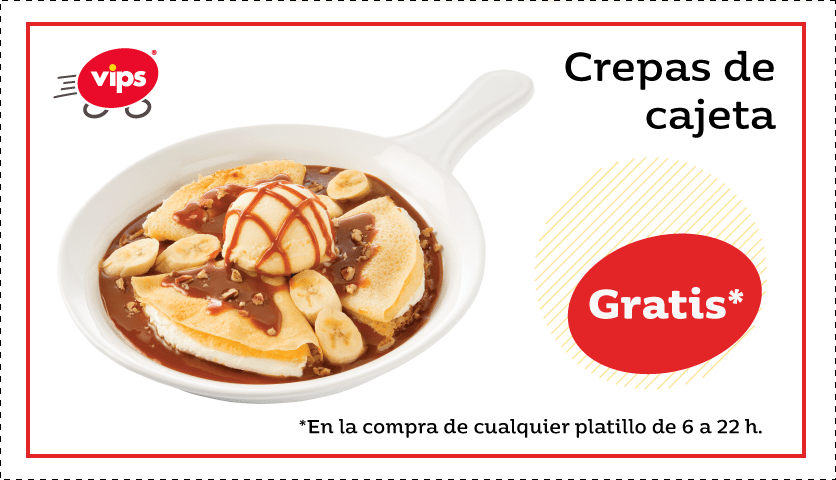 vips®
Crepas de
cajeta
Gratis*
*En la compra de cualquier platillo de 6 a 22 h.